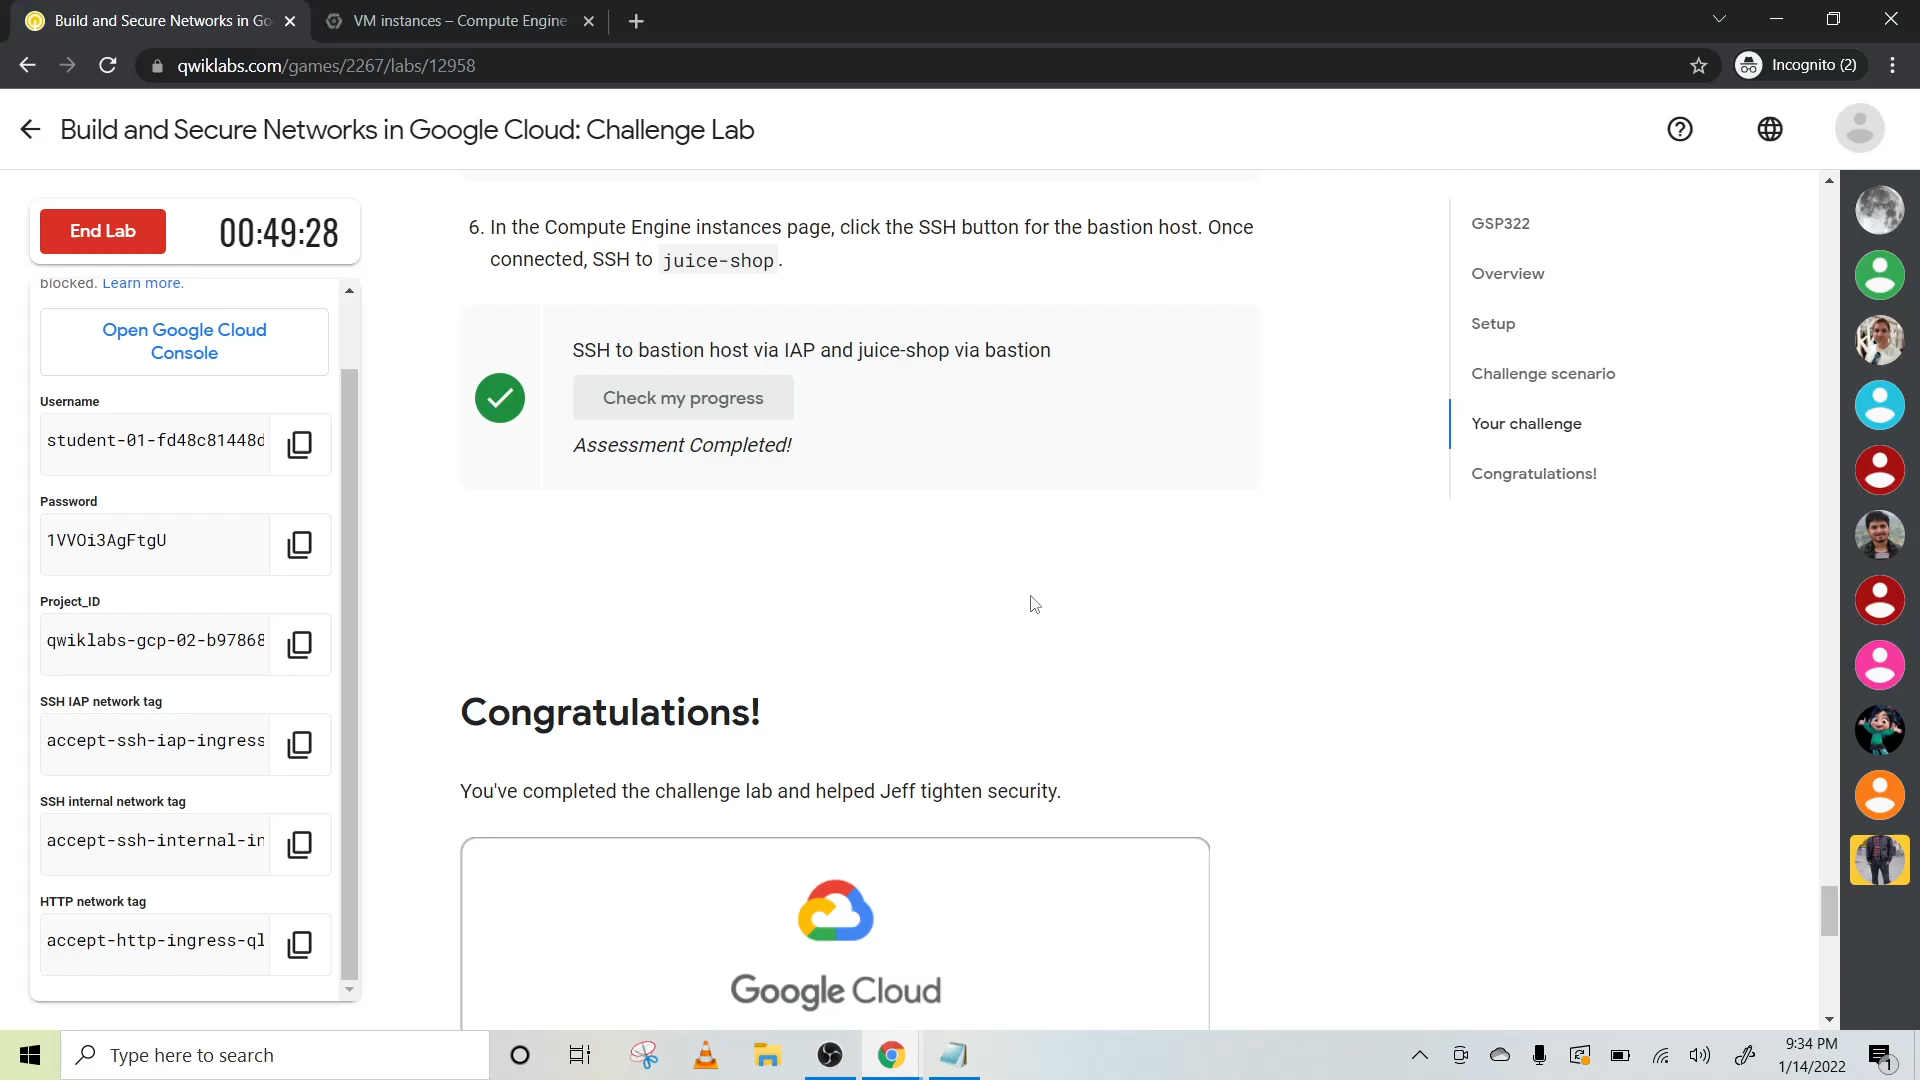 Build and Secure Networks in Go
VM instances – Compute Engine
qwiklabs.com/games/2267/labs/12958
Incognito (2)
Build and Secure Networks in Google Cloud: Challenge Lab
End Lab
00:49:28
blocked. Learn more.
Open Google Cloud
Console
Username
student-01-fd48c81448d
Password
1VVOi3AgFtgU
Project_ID
qwiklabs-gcp-02-b97868
SSH IAP network tag
accept-ssh-iap-ingress
SSH internal network tag
accept-ssh-internal-in
HTTP network tag
accept-http-ingress-ql
6. In the Compute Engine instances page, click the SSH button for the bastion host. Once
connected, SSH to juice-shop.
SSH to bastion host via IAP and juice-shop via bastion
Check my progress
Assessment Completed!
Congratulations!
You've completed the challenge lab and helped Jeff tighten security.
Google Cloud
GSP322
Overview
Setup
Challenge scenario
Your challenge
Congratulations!
Type here to search
9:34 PM
1/14/2022
1